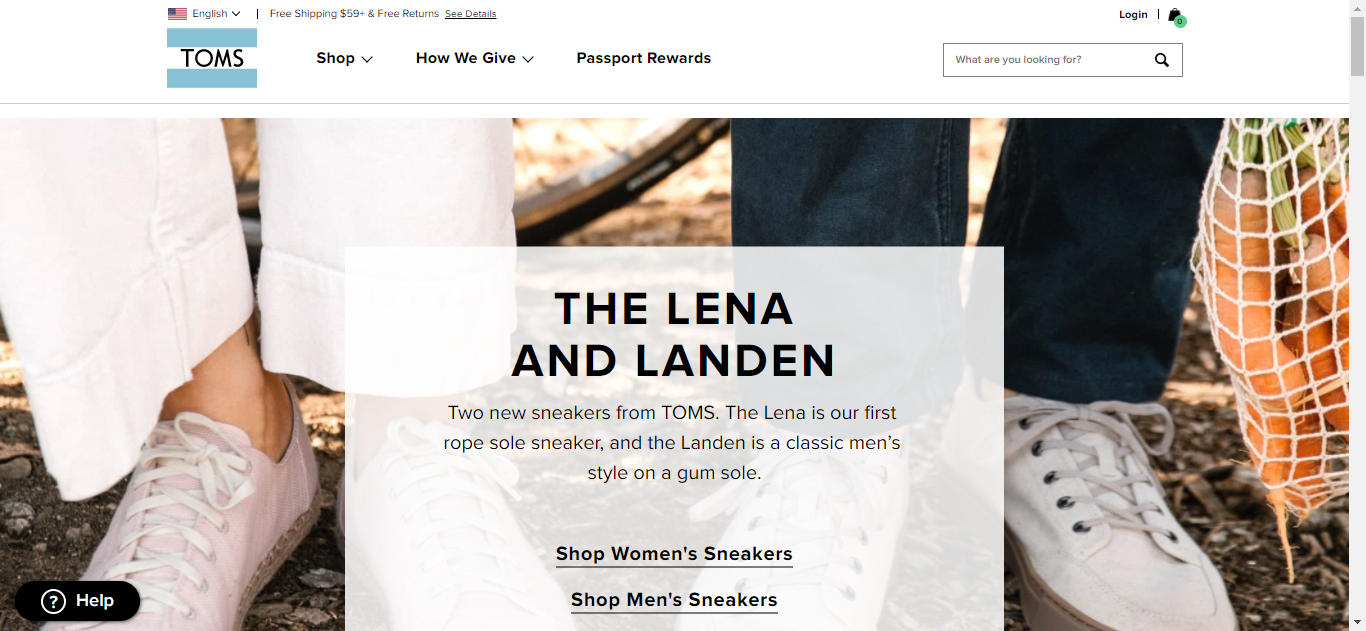 English
Free Shipping $59+ & Free Returns See Details
Login
0
TOMS
Shop
How We Give
Passport Rewards
What are you looking for?
THE LENA
AND LANDEN
Two new sneakers from TOMS. The Lena is our first
rope sole sneaker, and the Landen is a classic men’s
style on a gum sole.
Shop Women's Sneakers
Shop Men's Sneakers
? Help